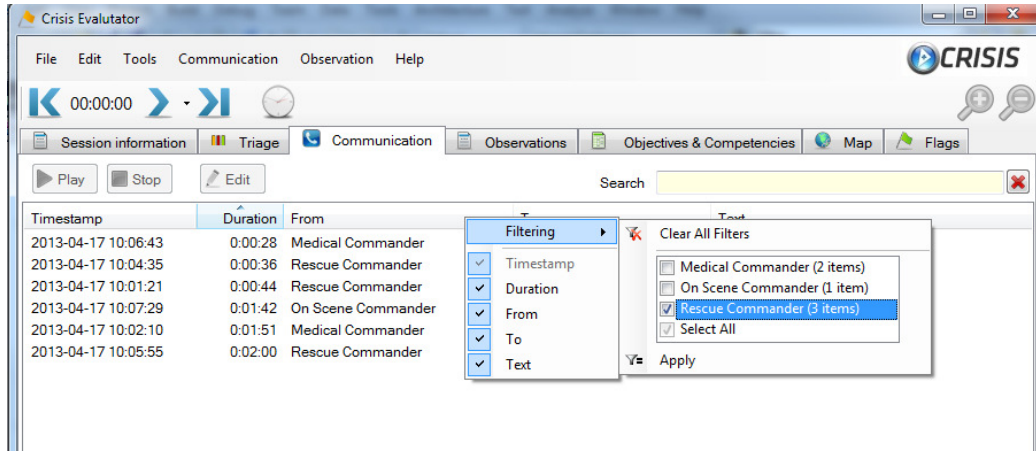 Crisis Evalutator
File Edit Tools Communication Observation Help
CRISIS
00:00:00
Session information Triage Communication Observations Objectives & Competencies Map Flags
Play Stop Edit Search
Timestamp Duration From Text
2013-04-17 10:06:43 0:00:28 Medical Commander
2013-04-17 10:04:35 0:00:36 Rescue Commander
2013-04-17 10:01:21 0:00:44 Rescue Commander
2013-04-17 10:07:29 0:01:42 On Scene Commander
2013-04-17 10:02:10 0:01:51 Medical Commander
2013-04-17 10:05:55 0:02:00 Rescue Commander
Filtering
Timestamp
Duration
From
To
Text
Clear All Filters
Medical Commander (2 items)
On Scene Commander (1 item)
Rescue Commander (3 items)
Select All
Apply